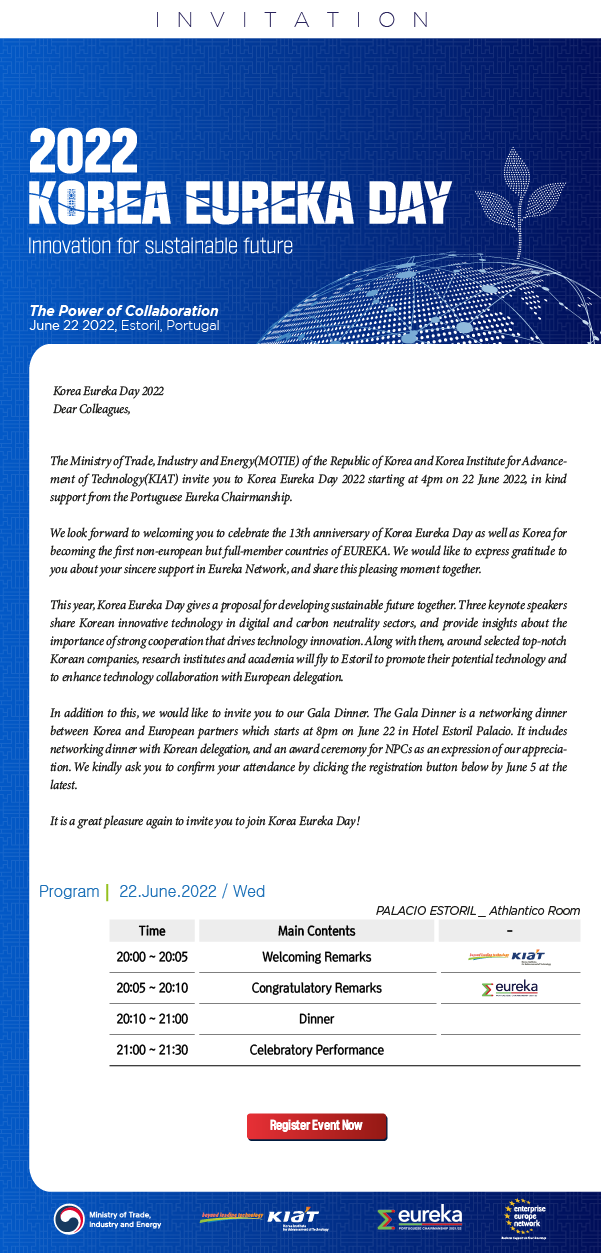 INVITATION
2022
KOREA EUREKA DAY
Innovation for sustainable future
The Power of Collaboration
June 22 2022, Estoril, Portugal
Korea Eureka Day 2022
Dear Colleagues,
The Ministry of Trade, Industry and Energy(MOTIE) of the Republic of Korea and Korea Institute for Advance-
ment of Technology(KIAT) invite you to Korea Eureka Day 2022 starting at 4pm on 22 June 2022, in kind
support from the Portuguese Eureka Chairmanship.
We look forward to welcoming you to celebrate the 13th anniversary of Korea Eureka Day as well as Korea for
becoming the first non-european but full-member countries of EUREKA. We would like to express gratitude to
you about your sincere support in Eureka Network, and share this pleasing moment together.
This year, Korea Eureka Day gives a proposal for developing sustainable future together. Three keynote speakers
share Korean innovative technology in digital and carbon neutrality sectors, and provide insights about the
importance of strong cooperation that drives technology innovation. Along with them, around selected top-notch
Korean companies, research institutes and academia will fly to Estoril to promote their potential technology and
to enhance technology collaboration with European delegation.
In addition to this, we would like to invite you to our Gala Dinner. The Gala Dinner is a networking dinner
between Korea and European partners which starts at 8pm on June 22 in Hotel Estoril Palacio. It includes
networking dinner with Korean delegation, and an award ceremony for NPCs as an expression of our apprecia-
tion. We kindly ask you to confirm your attendance by clicking the registration button below by June 5 at the
latest.
It is a great pleasure again to invite you to join Korea Eureka Day!
Program | 22.June.2022 / Wed
PALACIO ESTORIL _ Athlantico Room
Time Main Contents -
20:00 ~ 20:05 Welcoming Remarks beyond leading technology KIAT
20:05 ~ 20:10 Congratulatory Remarks eureka
20:10 ~ 21:00 Dinner
21:00 ~ 21:30 Celebratory Performance
Register Event Now
Ministry of Trade,
Industry and Energy
beyond leading technology KIAT
Korea Institute
for Advancement of Technology
eureka
PORTUGUESE CHAIRMANSHIP 2021/22
enterprise
europe
network
Business Support on Your Doorstep